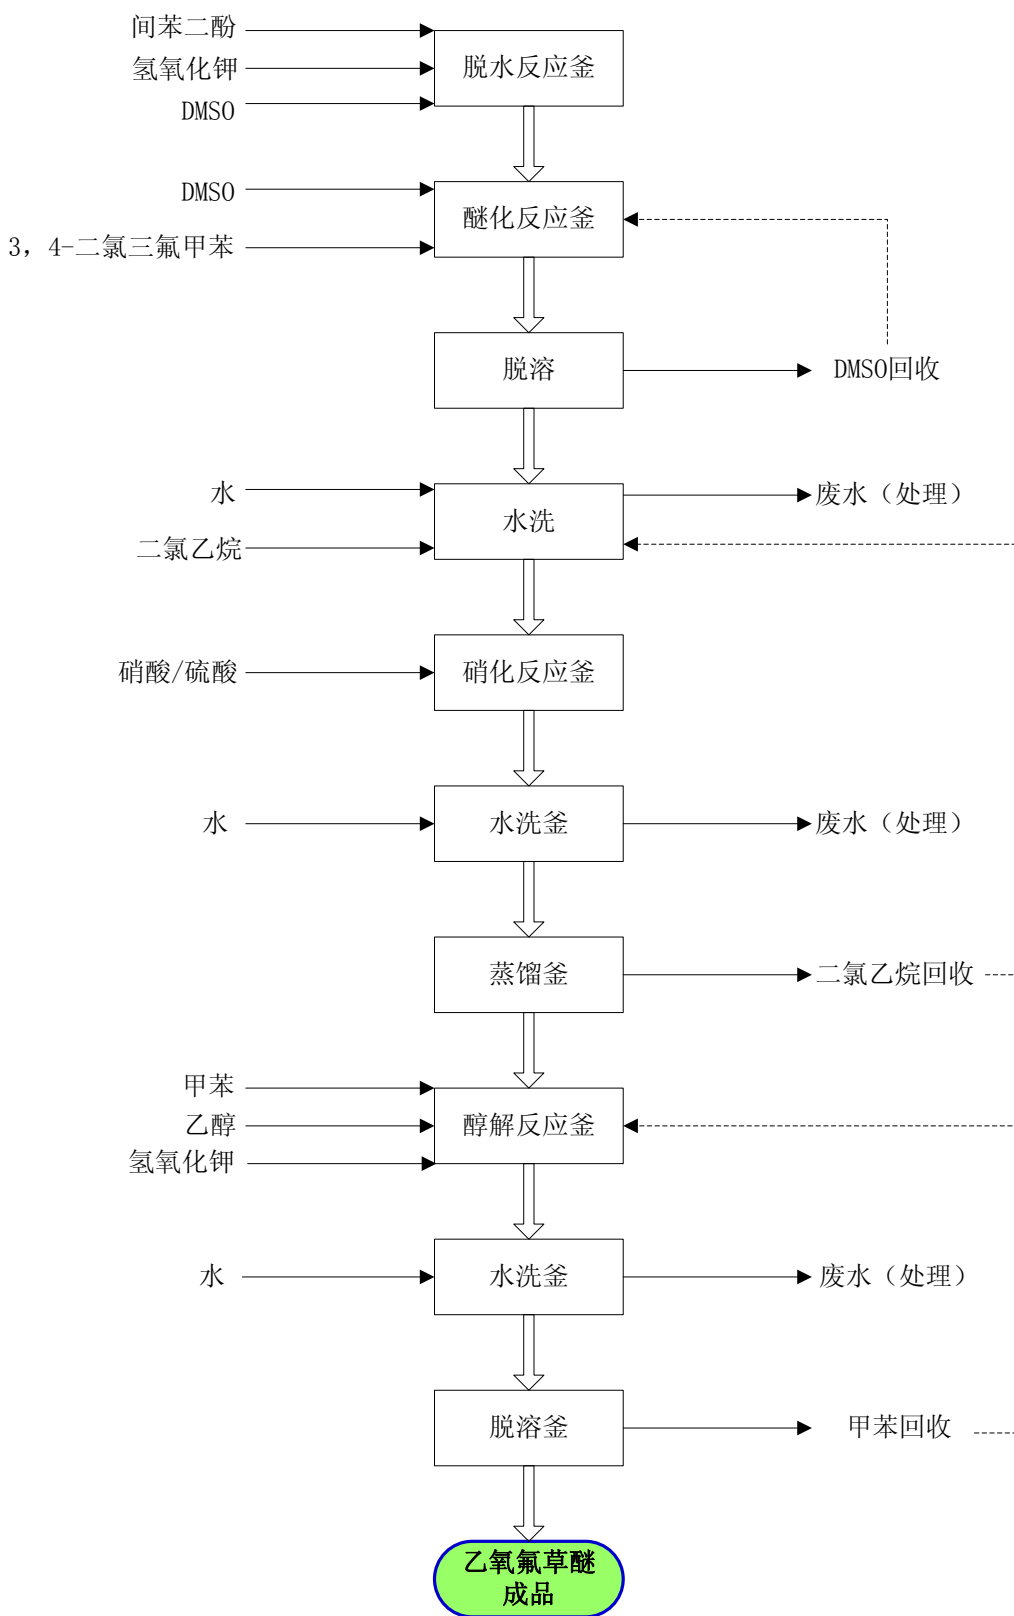 间苯二酚
氢氧化钾
DMSO
脱水反应釜
DMSO
3，4-二氯三氟甲苯
醚化反应釜
脱溶
DMSO回收
水
二氯乙烷
水洗
废水（处理）
硝酸/硫酸
硝化反应釜
水
水洗釜
废水（处理）
蒸馏釜
二氯乙烷回收
甲苯
乙醇
氢氧化钾
醇解反应釜
水
水洗釜
废水（处理）
脱溶釜
甲苯回收
乙氧氟草醚
成品